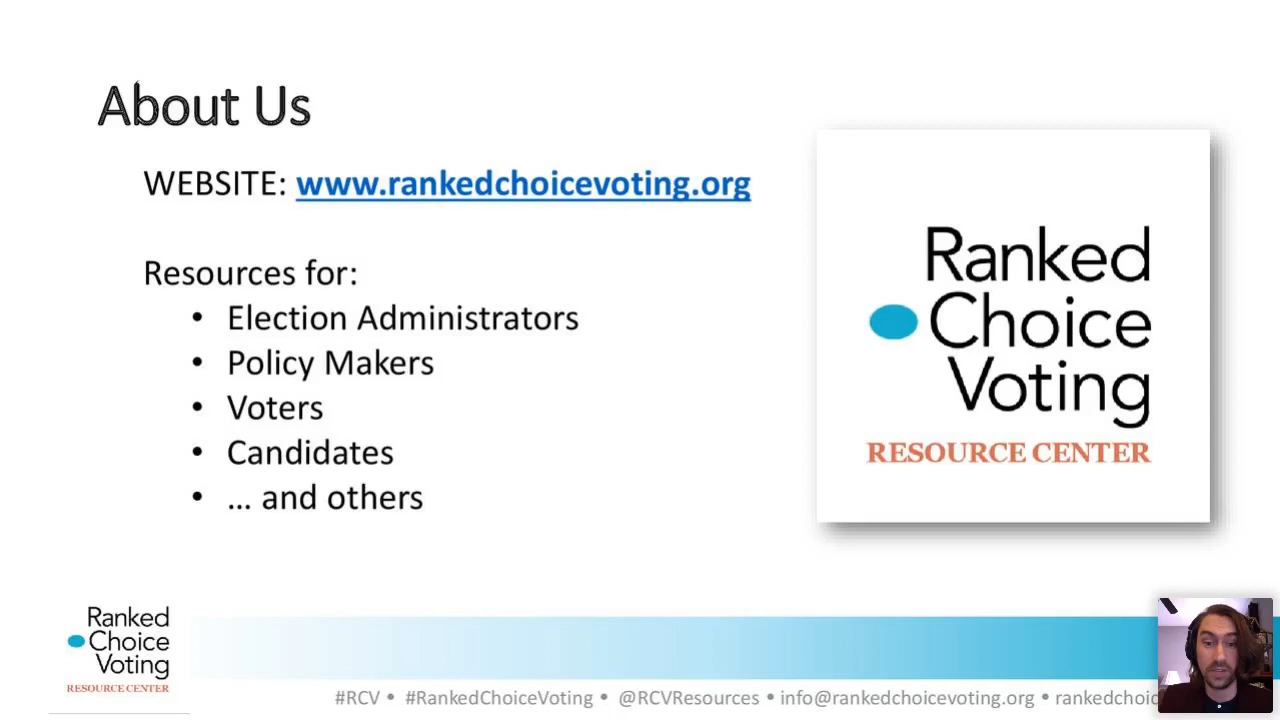 About Us
WEBSITE: www.rankedchoicevoting.org
Resources for:
• Election Administrators
• Policy Makers
• Voters
• Candidates
• ... and others
Ranked
Choice
Voting
RESOURCE CENTER
Ranked
Choice
Voting
RESOURCE CENTER
#RCV • #RankedChoiceVoting • @RCVResources • info@rankedchoicevoting.org •